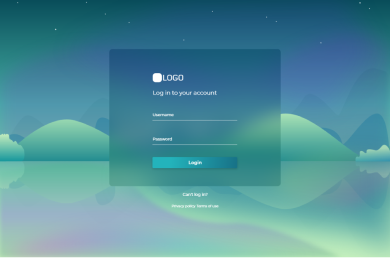 LOGO
Log in to your account
Username
Password
Login
Can't log in?
Privacy policy Terms of use